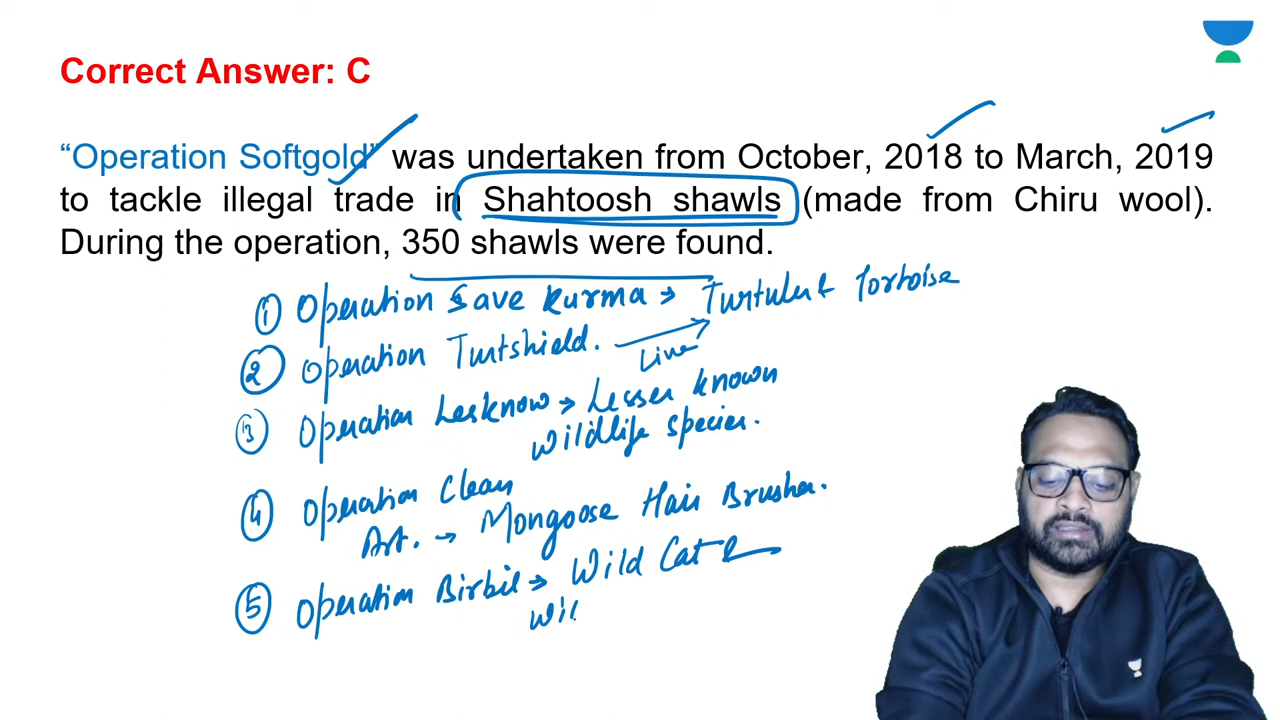 Correct Answer: C
“Operation Softgold” was undertaken from October, 2018 to March, 2019
to tackle illegal trade in Shahtoosh shawls (made from Chiru wool).
During the operation, 350 shawls were found.
① Operation Save Kurma → Turtule & Tortoise
② Operation Turtshield. → Live
③ Operation Lesknow → Lesser known
Wildlife Species.
④ Operation Clean
Art. → Mongoose Hair Brushes.
⑤ Operation Birbil → Wild Cat &
Wil